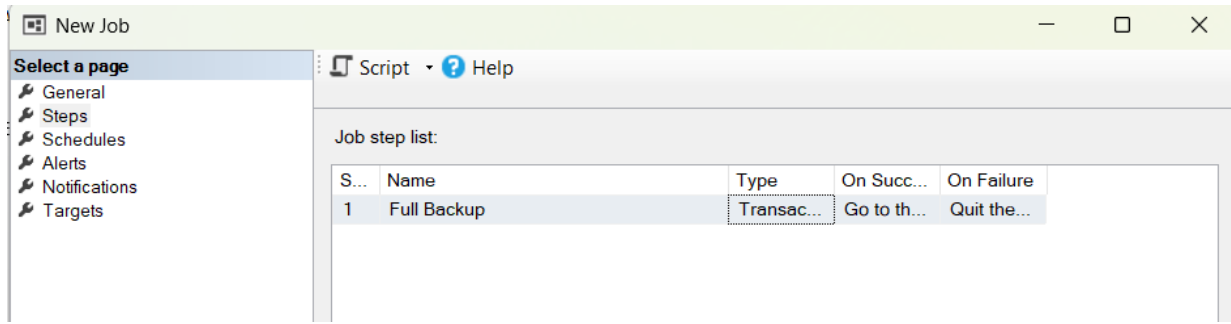 New Job
Select a page
General
Steps
Schedules
Alerts
Notifications
Targets
Script Help
Job step list:
S... Name Type On Succ... On Failure
1 Full Backup Transac... Go to th... Quit the...